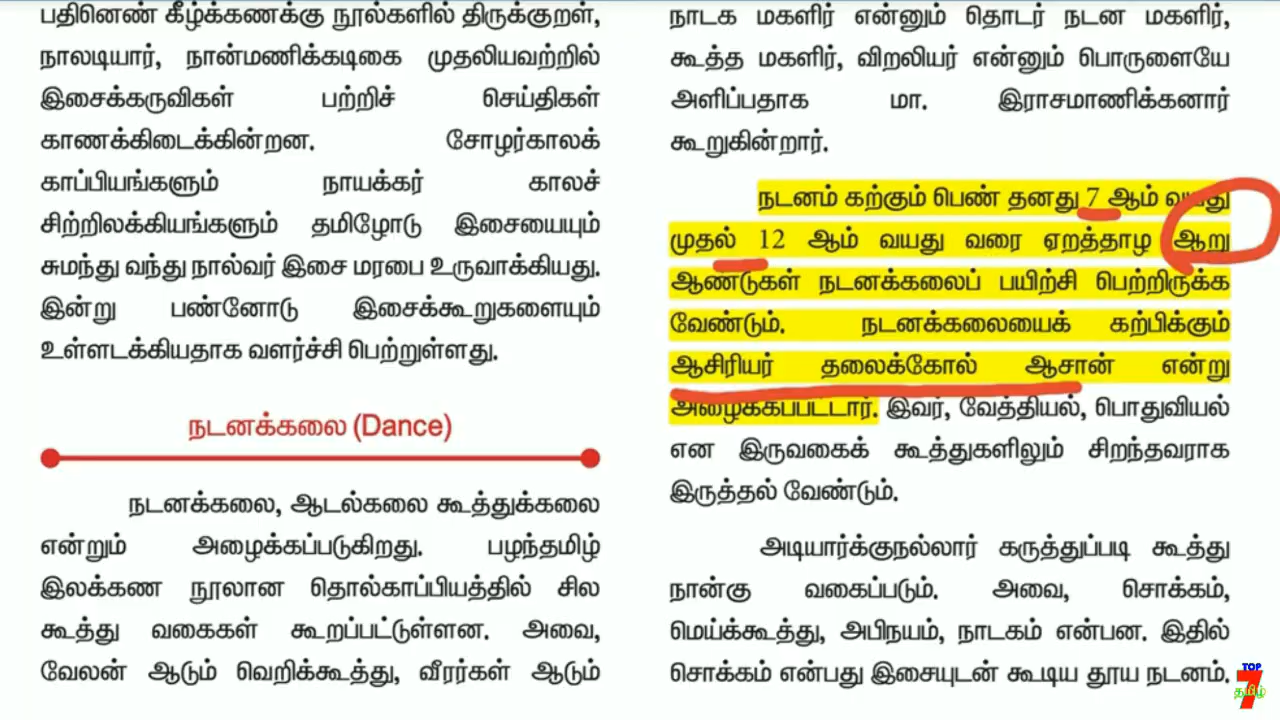 பதினெண் கீழ்க்கணக்கு நூல்களில் திருக்குறள்,
நாலடியார், நான்மணிக்கடிகை முதலியவற்றில்
இசைக்கருவிகள் பற்றிச் செய்திகள்
காணக்கிடைக்கின்றன. சோழர்காலக்
காப்பியங்களும் நாயக்கர் காலச்
சிற்றிலக்கியங்களும் தமிழோடு இசையையும்
சுமந்து வந்து நால்வர் இசை மரபை உருவாக்கியது.
இன்று பண்னோடு இசைக்கூறுகளையும்
உள்ளடக்கியதாக வளர்ச்சி பெற்றுள்ளது.
நடனக்கலை (Dance)
நடனக்கலை, ஆடல்கலை கூத்துக்கலை
என்றும் அழைக்கப்படுகிறது. பழந்தமிழ்
இலக்கண நூலான தொல்காப்பியத்தில் சில
கூத்து வகைகள் கூறப்பட்டுள்ளன. அவை,
வேலன் ஆடும் வெறிக்கூத்து, வீரர்கள் ஆடும்
நாடக மகளிர் என்னும் தொடர் நடன மகளிர்,
கூத்த மகளிர், விறலியர் என்னும் பொருளையே
அளிப்பதாக மா. இராசமாணிக்கனார்
கூறுகின்றார்.
நடனம் கற்கும் பெண் தனது 7 ஆம் வயது
முதல் 12 ஆம் வயது வரை ஏறத்தாழ ஆறு
ஆண்டுகள் நடனக்கலைப் பயிற்சி பெற்றிருக்க
வேண்டும். நடனக்கலையைக் கற்பிக்கும்
ஆசிரியர் தலைக்கோல் ஆசான் என்று
அழைக்கப்பட்டார். இவர், வேத்தியல், பொதுவியல்
என இருவகைக் கூத்துகளிலும் சிறந்தவராக
இருத்தல் வேண்டும்.
அடியார்க்குநல்லார் கருத்துப்படி கூத்து
நான்கு வகைப்படும். அவை, சொக்கம்,
மெய்க்கூத்து, அபிநயம், நாடகம் என்பன. இதில்
சொக்கம் என்பது இசையுடன் கூடிய தூய நடனம்.
TOP
7
தமிழ்